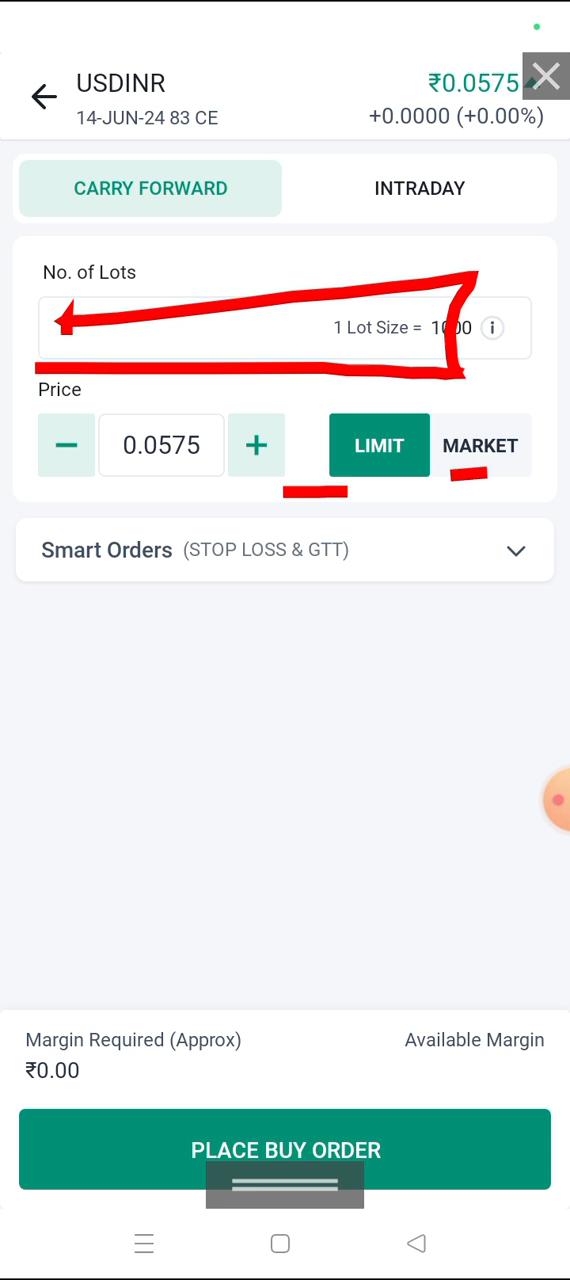 USDINR
₹0.0575
14-JUN-24 83 CE
+0.0000 (+0.00%)
CARRY FORWARD
INTRADAY
No. of Lots
1 Lot Size = 1000
Price
0.0575
LIMIT
MARKET
Smart Orders (STOP LOSS & GTT)
Margin Required (Approx)
Available Margin
₹0.00
PLACE BUY ORDER